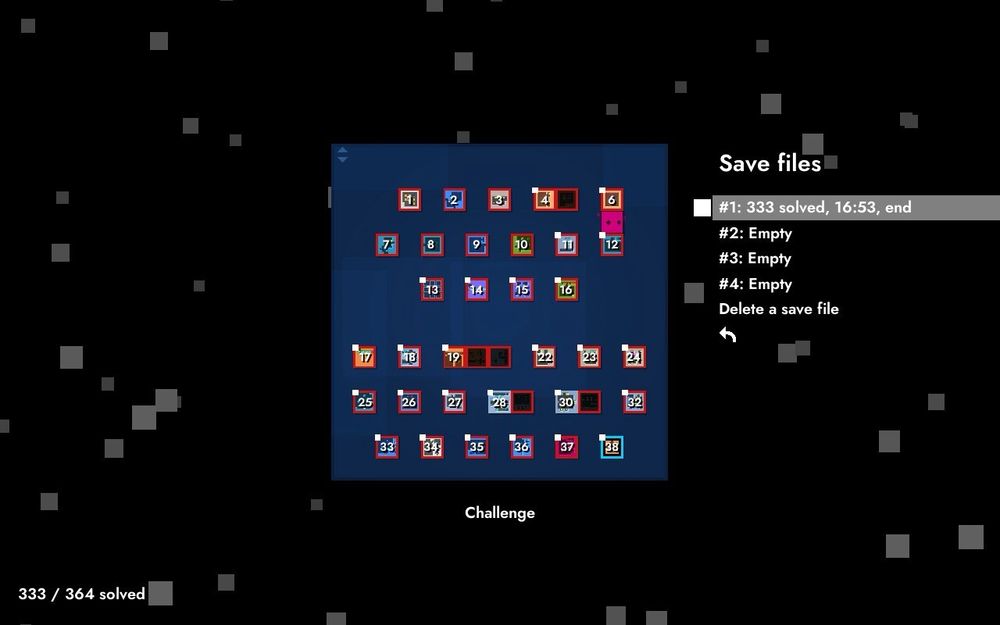 Save files
#1: 333 solved, 16:53, end
#2: Empty
#3: Empty
#4: Empty
Delete a save file
1 2 3 4 6
7 8 9 10 11 12
13 14 15 16
17 18 19 22 23 24
25 26 27 28 30 32
33 34 35 36 37 38
Challenge
333 / 364 solved